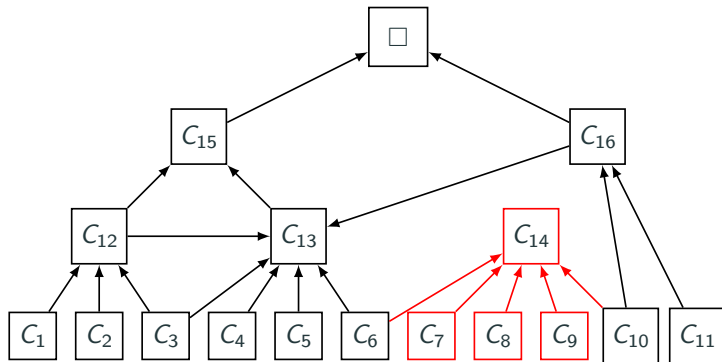 □
C₁₅ C₁₆
C₁₂ C₁₃ C₁₄
C₁ C₂ C₃ C₄ C₅ C₆ C₇ C₈ C₉ C₁₀ C₁₁